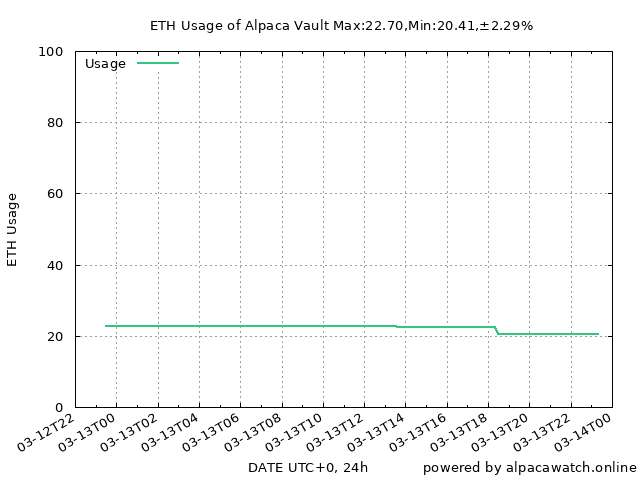 ETH Usage of Alpaca Vault Max:22.70,Min:20.41,±2.29%
Usage
ETH Usage
100
80
60
40
20
0
03-12T22
03-13T00
03-13T02
03-13T04
03-13T06
03-13T08
03-13T10
03-13T12
03-13T14
03-13T16
03-13T18
03-13T20
03-13T22
03-14T00
DATE UTC+0, 24h
powered by alpacawatch.online